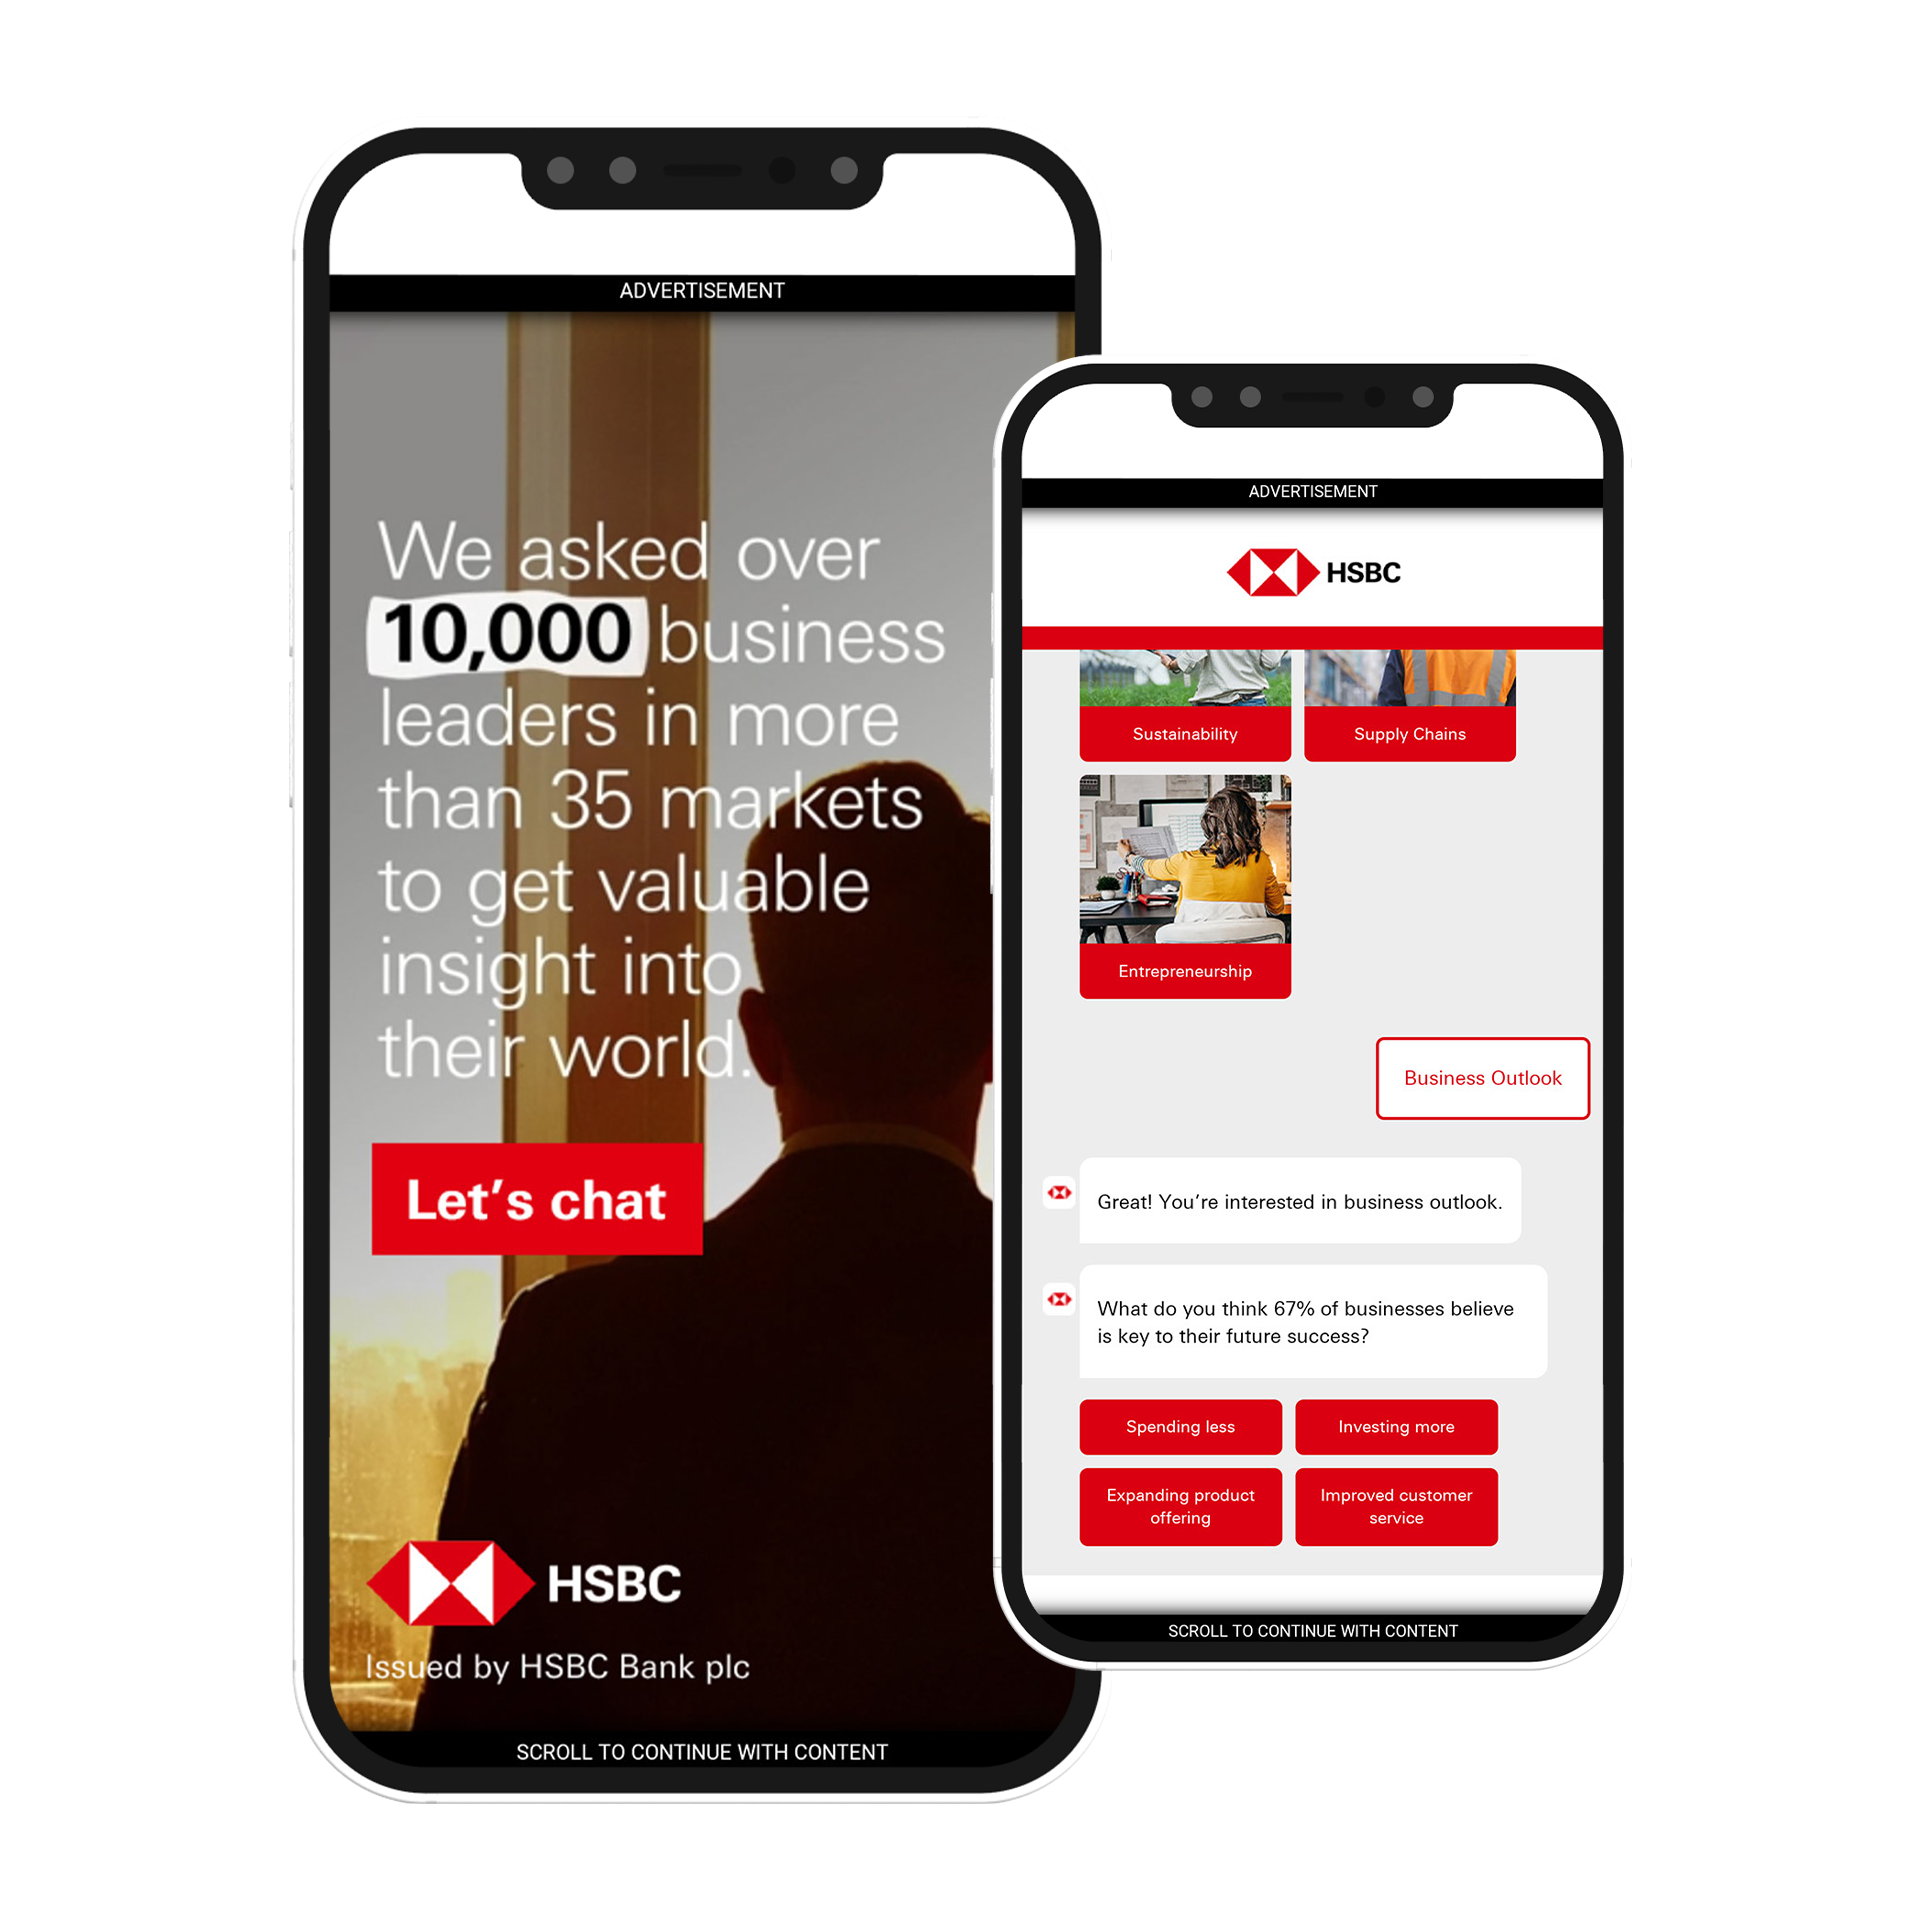 ADVERTISEMENT
We asked over
10,000 business
leaders in more
than 35 markets
to get valuable
insight into
their world.
Let's chat
HSBC
Issued by HSBC Bank plc
SCROLL TO CONTINUE WITH CONTENT
ADVERTISEMENT
HSBC
Sustainability
Supply Chains
Entrepreneurship
Business Outlook
Great! You're interested in business outlook.
What do you think 67% of businesses believe
is key to their future success?
Spending less
Investing more
Expanding product
offering
Improved customer
service
SCROLL TO CONTINUE WITH CONTENT